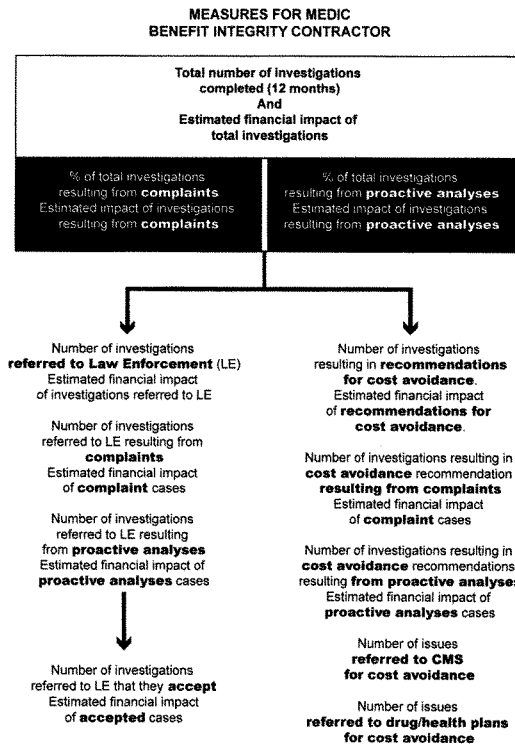 MEASURES FOR MEDIC
BENEFIT INTEGRITY CONTRACTOR
Total number of investigations
completed (12 months)
And
Estimated financial impact of
total investigations
% of total investigations
resulting from complaints
Estimated impact of investigations
resulting from complaints
% of total investigations
resulting from proactive analyses
Estimated impact of investigations
resulting from proactive analyses
Number of investigations
referred to Law Enforcement (LE)
Estimated financial impact
of investigations referred to LE
Number of investigations
referred to LE resulting from
complaints
Estimated financial impact
of complaint cases
Number of investigations
referred to LE resulting
from proactive analyses
Estimated financial impact of
proactive analyses cases
Number of investigations
referred to LE that they accept
Estimated financial impact
of accepted cases
Number of investigations
resulting in recommendations
for cost avoidance.
Estimated financial impact
of recommendations for
cost avoidance.
Number of investigations resulting in
cost avoidance recommendation
resulting from complaints
Estimated financial impact
of complaint cases
Number of investigations resulting in
cost avoidance recommendations
resulting from proactive analyse
Estimated financial impact of
proactive analyses cases
Number of issues
referred to CMS
for cost avoidance
Number of issues
referred to drug/health plans
for cost avoidance